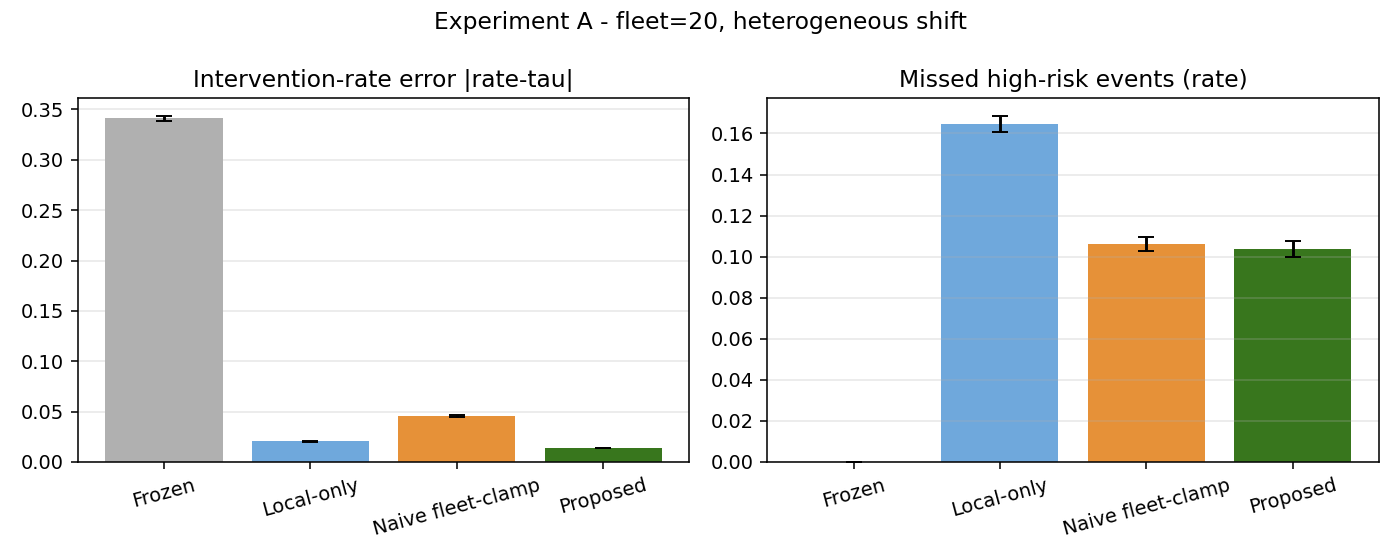 Experiment A - fleet=20, heterogeneous shift
Intervention-rate error |rate-tau|
0.35
0.30
0.25
0.20
0.15
0.10
0.05
0.00
Frozen
Local-only
Naive fleet-clamp
Proposed
Missed high-risk events (rate)
0.16
0.14
0.12
0.10
0.08
0.06
0.04
0.02
0.00
Frozen
Local-only
Naive fleet-clamp
Proposed